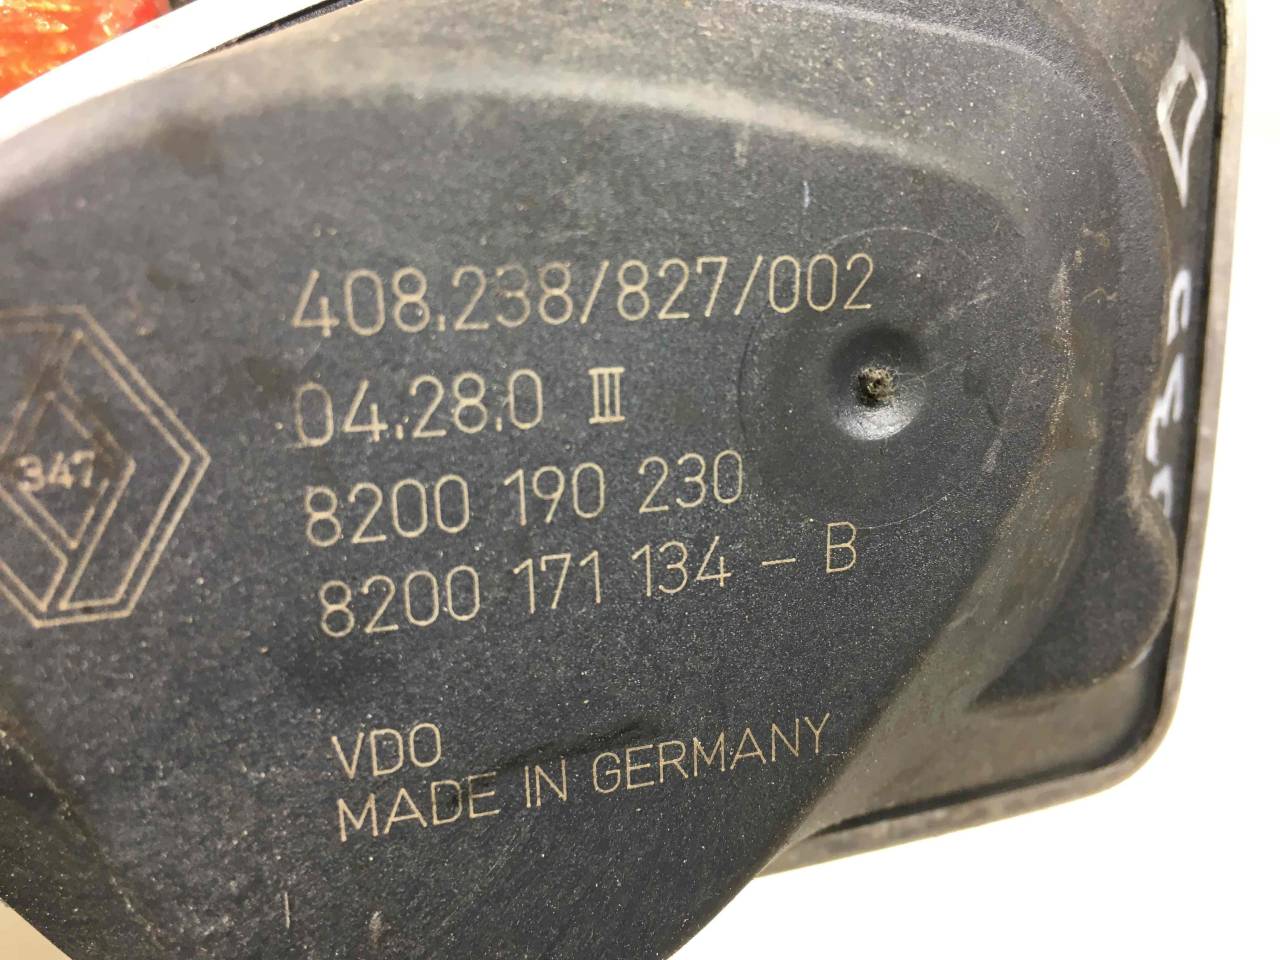 408.238/827/002
04.28.0 III
347
8200 190 230
8200 171 134 - B
VDO
MADE IN GERMANY